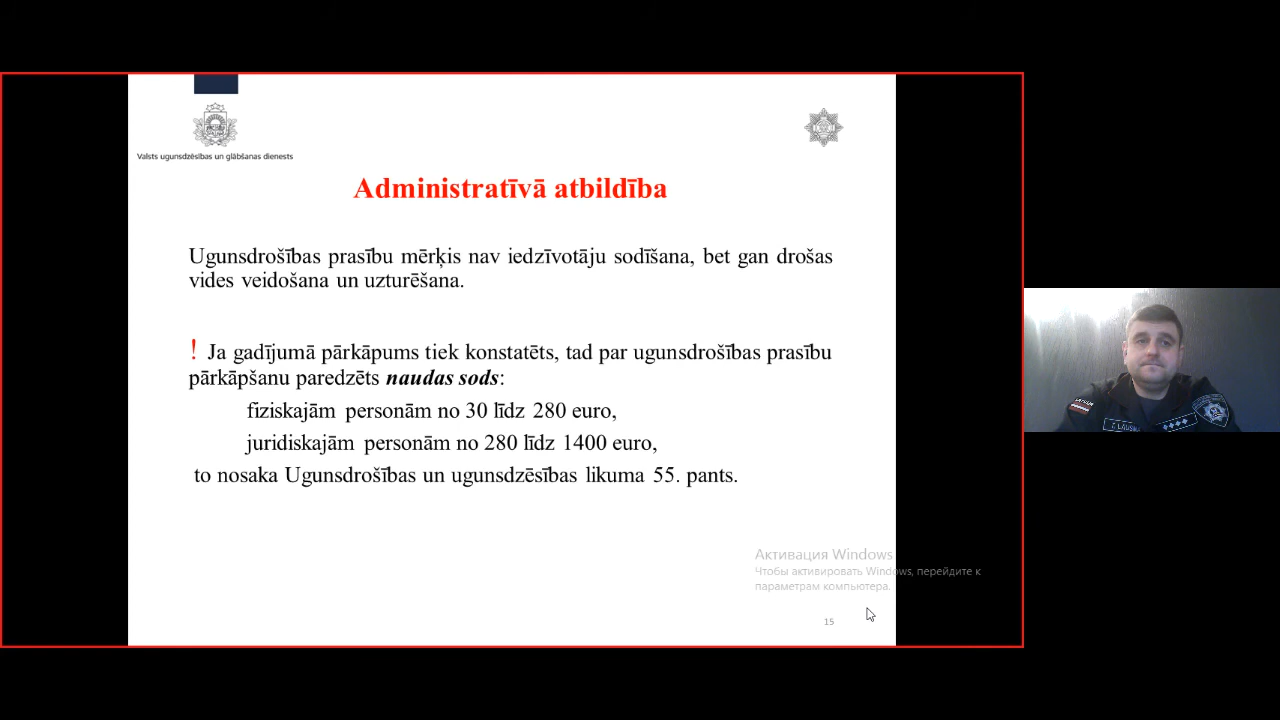 Valsts ugunsdzēsības un glābšanas dienests
Administratīvā atbildība
Ugunsdrošības prasību mērķis nav iedzīvotāju sodīšana, bet gan drošas
vides veidošana un uzturēšana.
! Ja gadījumā pārkāpums tiek konstatēts, tad par ugunsdrošības prasību
pārkāpšanu paredzēts naudas sods:
fiziskajām personām no 30 līdz 280 euro,
juridiskajām personām no 280 līdz 1400 euro,
to nosaka Ugunsdrošības un ugunsdzēsības likuma 55. pants.
Активация Windows
Чтобы активировать Windows, перейдите к
параметрам компьютера.
15